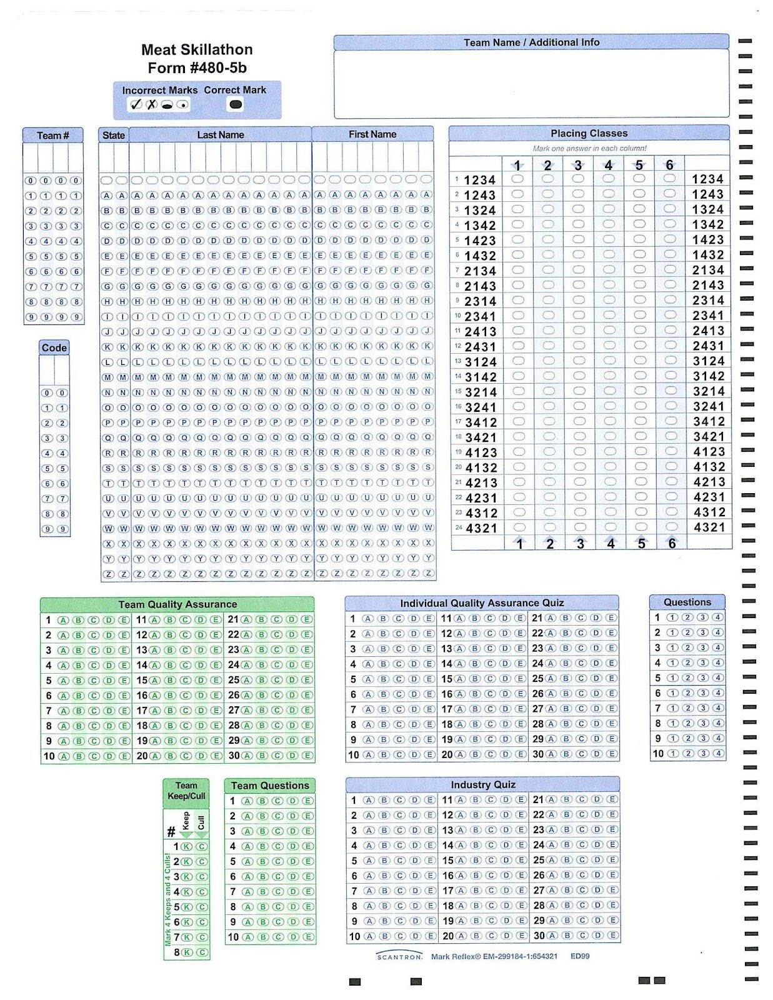 Meat Skillathon
Form #480-5b
Incorrect Marks Correct Mark
Team Name / Additional Info
Team #
0 0 0 0
1 1 1 1
2 2 2 2
3 3 3 3
4 4 4 4
5 5 5 5
6 6 6 6
7 7 7 7
8 8 8 8
9 9 9 9
Code
0 0
1 1
2 2
3 3
4 4
5 5
6 6
7 7
8 8
9 9
State Last Name First Name
A A A A A A A A A A A A A A A A A A A A A A
B B B B B B B B B B B B B B B B B B B B B B
C C C C C C C C C C C C C C C C C C C C C C
D D D D D D D D D D D D D D D D D D D D D D
E E E E E E E E E E E E E E E E E E E E E E
F F F F F F F F F F F F F F F F F F F F F F
G G G G G G G G G G G G G G G G G G G G G G
H H H H H H H H H H H H H H H H H H H H H H
I I I I I I I I I I I I I I I I I I I I I I
J J J J J J J J J J J J J J J J J J J J J J
K K K K K K K K K K K K K K K K K K K K K K
L L L L L L L L L L L L L L L L L L L L L L
M M M M M M M M M M M M M M M M M M M M M M
N N N N N N N N N N N N N N N N N N N N N N
O O O O O O O O O O O O O O O O O O O O O O
P P P P P P P P P P P P P P P P P P P P P P
Q Q Q Q Q Q Q Q Q Q Q Q Q Q Q Q Q Q Q Q Q Q
R R R R R R R R R R R R R R R R R R R R R R
S S S S S S S S S S S S S S S S S S S S S S
T T T T T T T T T T T T T T T T T T T T T T
U U U U U U U U U U U U U U U U U U U U U U
V V V V V V V V V V V V V V V V V V V V V V
W W W W W W W W W W W W W W W W W W W W W W
X X X X X X X X X X X X X X X X X X X X X X
Y Y Y Y Y Y Y Y Y Y Y Y Y Y Y Y Y Y Y Y Y Y
Z Z Z Z Z Z Z Z Z Z Z Z Z Z Z Z Z Z Z Z Z Z
Placing Classes
Mark one answer in each column!
1 2 3 4 5 6
1 1234 1234
2 1243 1243
3 1324 1324
4 1342 1342
5 1423 1423
6 1432 1432
7 2134 2134
8 2143 2143
9 2314 2314
10 2341 2341
11 2413 2413
12 2431 2431
13 3124 3124
14 3142 3142
15 3214 3214
16 3241 3241
17 3412 3412
18 3421 3421
19 4123 4123
20 4132 4132
21 4213 4213
22 4231 4231
23 4312 4312
24 4321 4321
1 2 3 4 5 6
Team Quality Assurance
1 A B C D E 11 A B C D E 21 A B C D E
2 A B C D E 12 A B C D E 22 A B C D E
3 A B C D E 13 A B C D E 23 A B C D E
4 A B C D E 14 A B C D E 24 A B C D E
5 A B C D E 15 A B C D E 25 A B C D E
6 A B C D E 16 A B C D E 26 A B C D E
7 A B C D E 17 A B C D E 27 A B C D E
8 A B C D E 18 A B C D E 28 A B C D E
9 A B C D E 19 A B C D E 29 A B C D E
10 A B C D E 20 A B C D E 30 A B C D E
Individual Quality Assurance Quiz
1 A B C D E 11 A B C D E 21 A B C D E
2 A B C D E 12 A B C D E 22 A B C D E
3 A B C D E 13 A B C D E 23 A B C D E
4 A B C D E 14 A B C D E 24 A B C D E
5 A B C D E 15 A B C D E 25 A B C D E
6 A B C D E 16 A B C D E 26 A B C D E
7 A B C D E 17 A B C D E 27 A B C D E
8 A B C D E 18 A B C D E 28 A B C D E
9 A B C D E 19 A B C D E 29 A B C D E
10 A B C D E 20 A B C D E 30 A B C D E
Questions
1 1 2 3 4
2 1 2 3 4
3 1 2 3 4
4 1 2 3 4
5 1 2 3 4
6 1 2 3 4
7 1 2 3 4
8 1 2 3 4
9 1 2 3 4
10 1 2 3 4
Team
Keep/Cull
# Keep Cull
Mark 4 Keeps and 4 Culls!
1 K C
2 K C
3 K C
4 K C
5 K C
6 K C
7 K C
8 K C
Team Questions
1 A B C D E
2 A B C D E
3 A B C D E
4 A B C D E
5 A B C D E
6 A B C D E
7 A B C D E
8 A B C D E
9 A B C D E
10 A B C D E
Industry Quiz
1 A B C D E 11 A B C D E 21 A B C D E
2 A B C D E 12 A B C D E 22 A B C D E
3 A B C D E 13 A B C D E 23 A B C D E
4 A B C D E 14 A B C D E 24 A B C D E
5 A B C D E 15 A B C D E 25 A B C D E
6 A B C D E 16 A B C D E 26 A B C D E
7 A B C D E 17 A B C D E 27 A B C D E
8 A B C D E 18 A B C D E 28 A B C D E
9 A B C D E 19 A B C D E 29 A B C D E
10 A B C D E 20 A B C D E 30 A B C D E
SCANTRON. Mark Reflex® EM-299184-1:654321 ED99